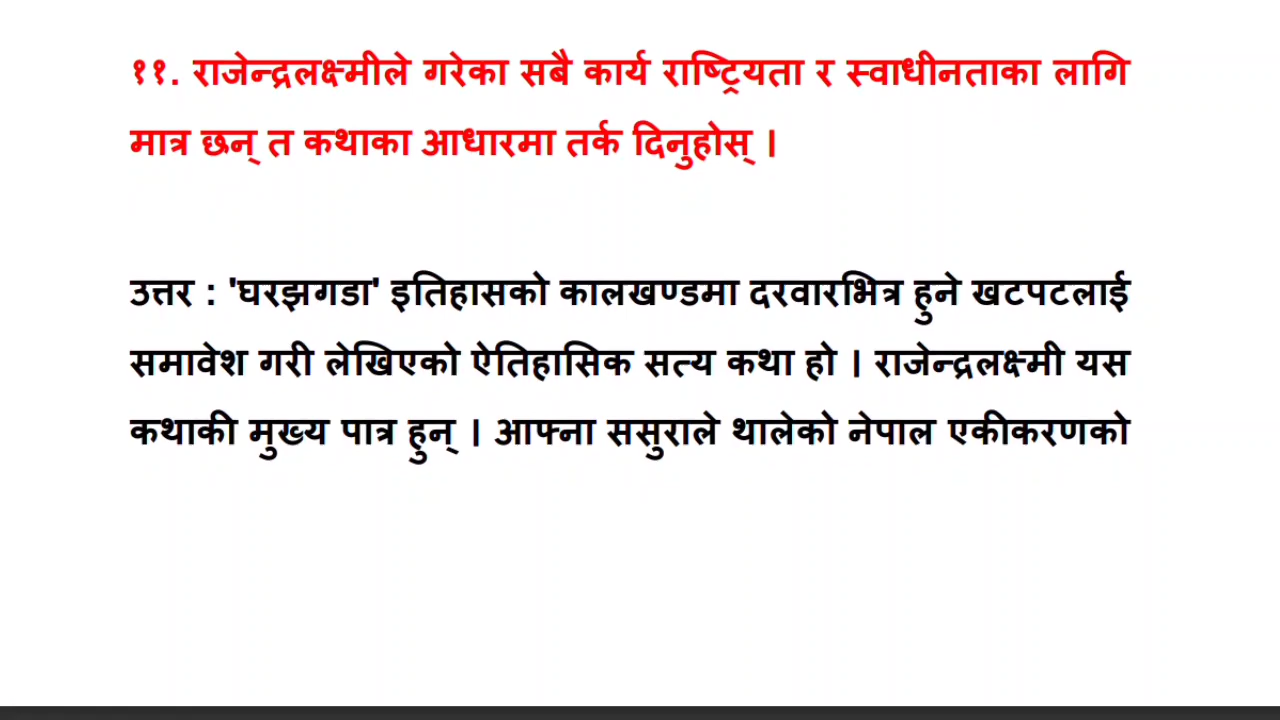 ११. राजेन्द्रलक्ष्मीले गरेका सबै कार्य राष्ट्रियता र स्वाधीनताका लागि
मात्र छन् त कथाका आधारमा तर्क दिनुहोस् ।
उत्तर : 'घरझगडा' इतिहासको कालखण्डमा दरवारभित्र हुने खटपटलाई
समावेश गरी लेखिएको ऐतिहासिक सत्य कथा हो । राजेन्द्रलक्ष्मी यस
कथाकी मुख्य पात्र हुन् । आफ्ना ससुराले थालेको नेपाल एकीकरणको